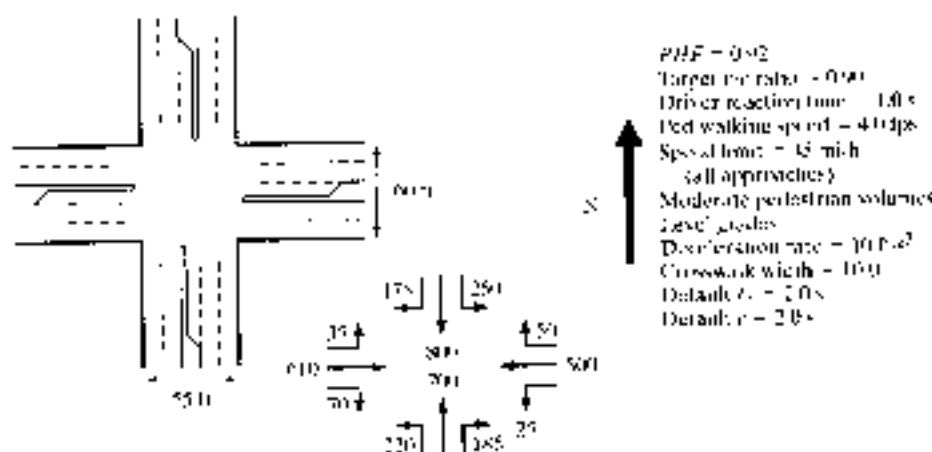 PHF = 0.92
Target v/c ratio = 0.90
Driver reaction time = 1.0 s
Ped walking speed = 4.0 fps
Speed limit = 35 mi/h
(all approaches)
Moderate pedestrian volumes
Level grades
Deceleration rate = 10 ft/s²
Crosswalk width = 10 ft
Default = 2.0 s
Default e = 2.0 s
60 ft
N
55 ft
175
250
35
50
800
610
500
700
70
25
220
185